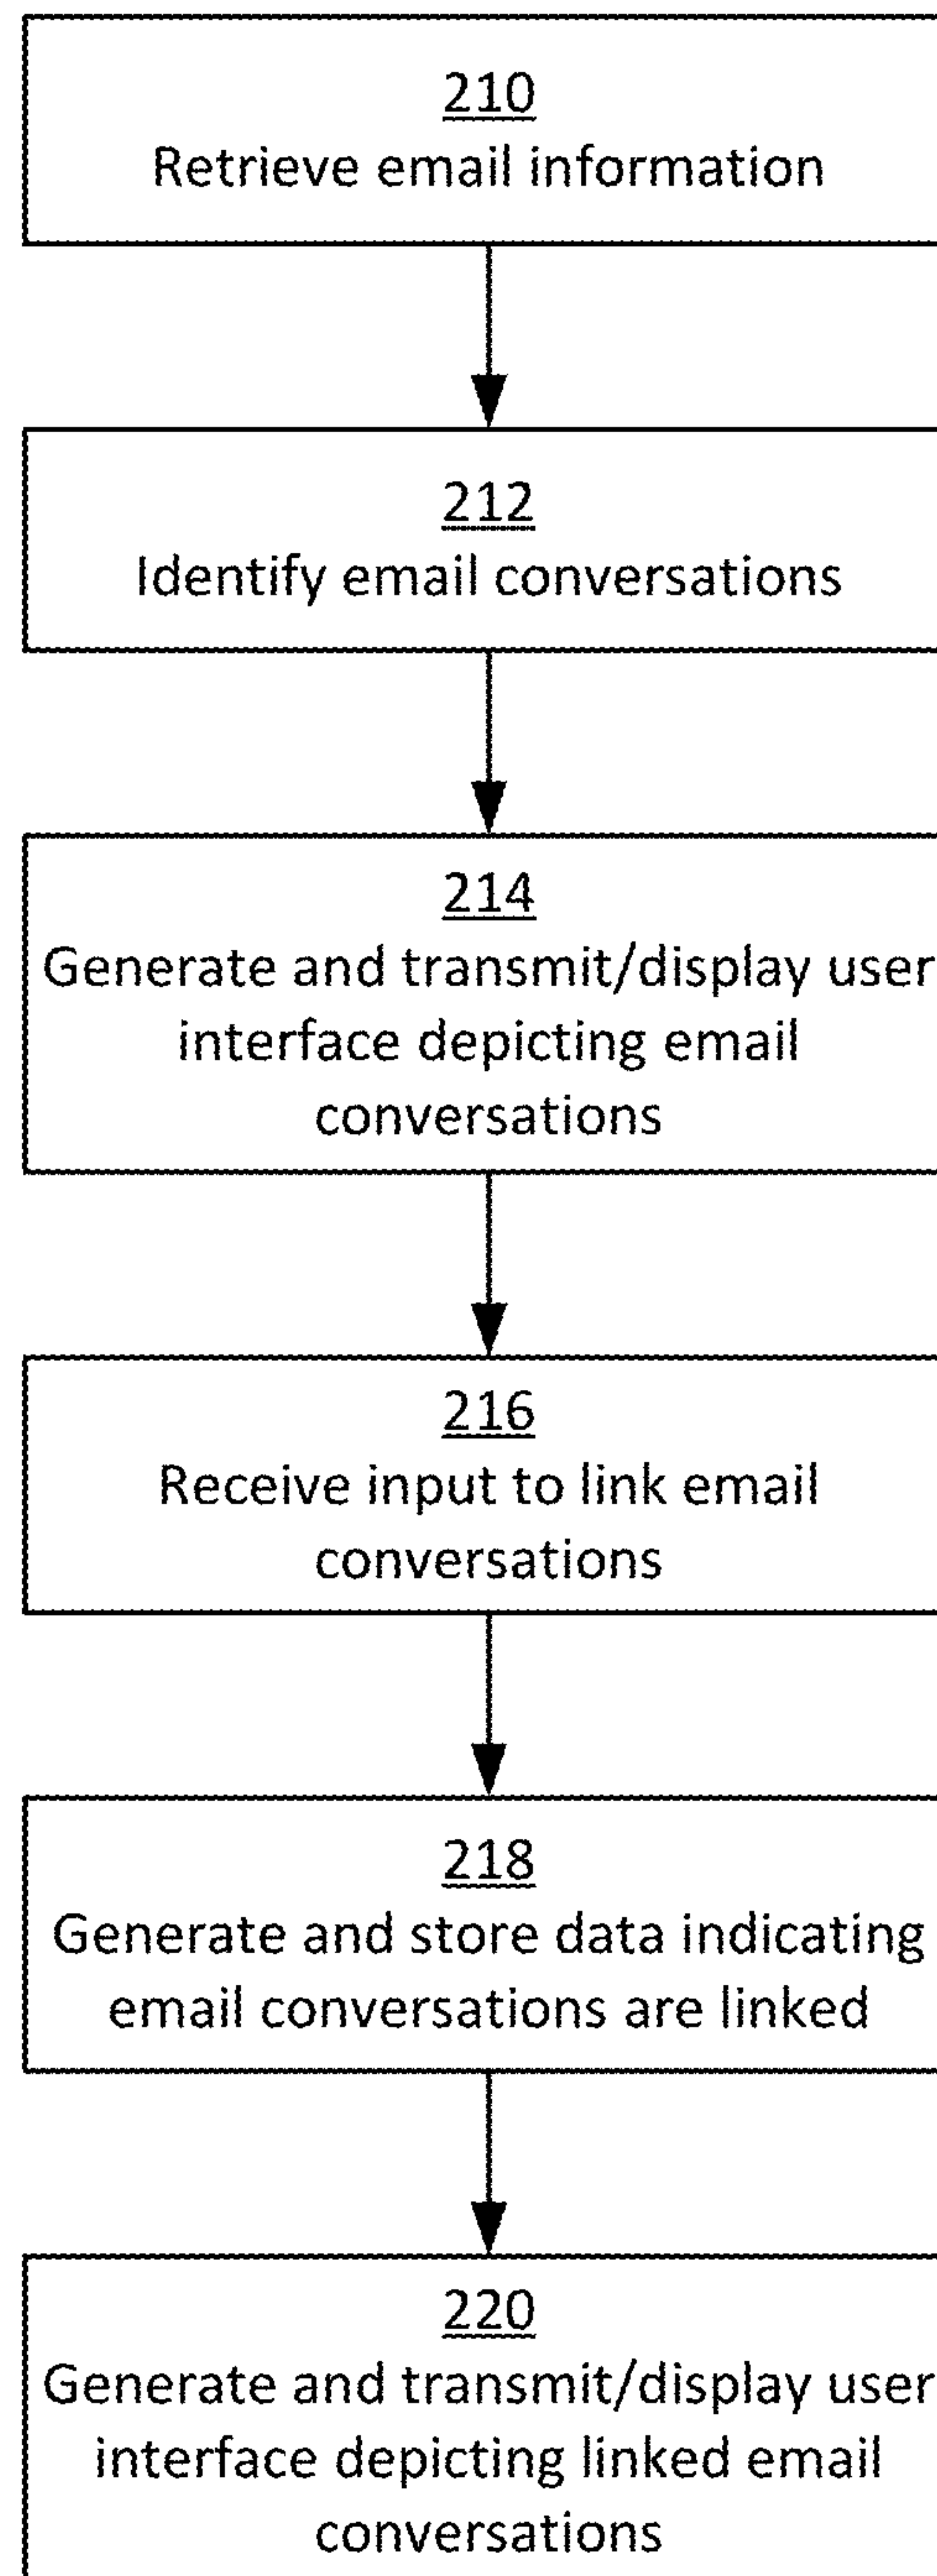 210
Retrieve email information
212
Identify email conversations
214
Generate and transmit/display user
interface depicting email
conversations
216
Receive input to link email
conversations
218
Generate and store data indicating
email conversations are linked
220
Generate and transmit/display user
interface depicting linked email
conversations